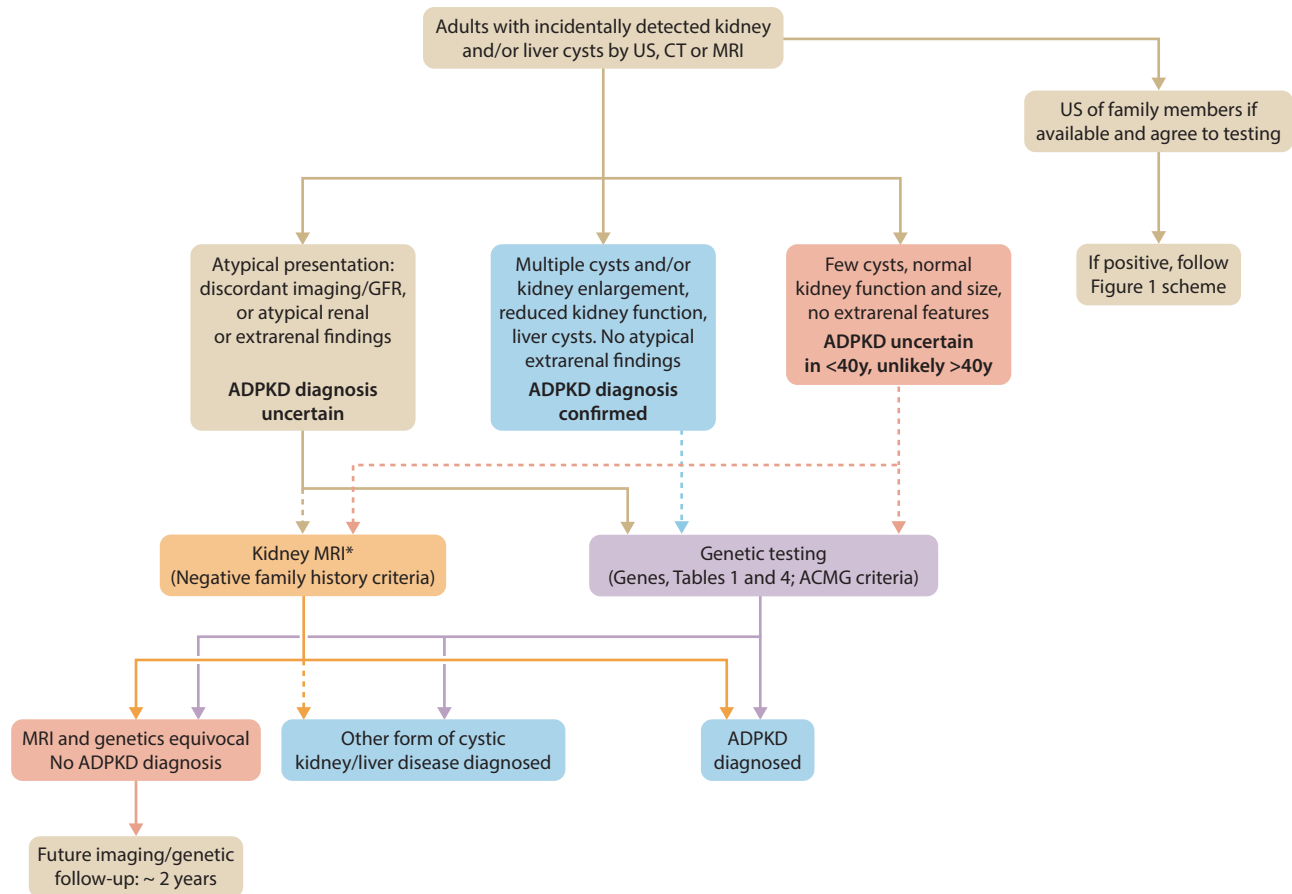 Adults with incidentally detected kidney
and/or liver cysts by US, CT or MRI
US of family members if
available and agree to testing
Atypical presentation:
discordant imaging/GFR,
or atypical renal
or extrarenal findings
ADPKD diagnosis
uncertain
Multiple cysts and/or
kidney enlargement,
reduced kidney function,
liver cysts. No atypical
extrarenal findings
ADPKD diagnosis
confirmed
Few cysts, normal
kidney function and size,
no extrarenal features
ADPKD uncertain
in <40y, unlikely >40y
If positive, follow
Figure 1 scheme
Kidney MRI*
(Negative family history criteria)
Genetic testing
(Genes, Tables 1 and 4; ACMG criteria)
MRI and genetics equivocal
No ADPKD diagnosis
Other form of cystic
kidney/liver disease diagnosed
ADPKD
diagnosed
Future imaging/genetic
follow-up: ~ 2 years